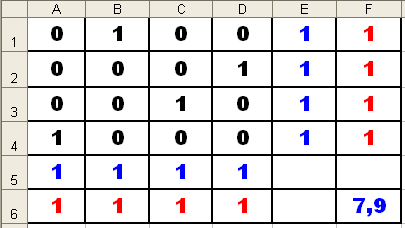 A B C D E F
1 0 1 0 0 1 1
2 0 0 0 1 1 1
3 0 0 1 0 1 1
4 1 0 0 0 1 1
5 1 1 1 1
6 1 1 1 1 7,9